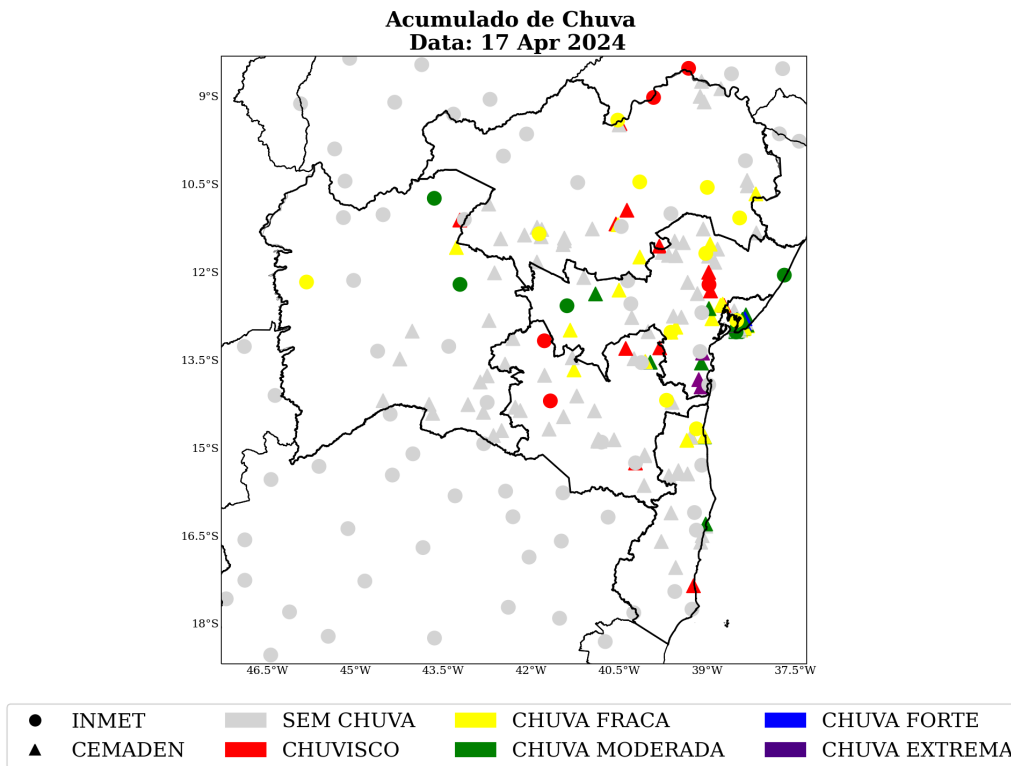 Acumulado de Chuva
Data: 17 Apr 2024
9°S
10.5°S
12°S
13.5°S
15°S
16.5°S
18°S
46.5°W 45°W 43.5°W 42°W 40.5°W 39°W 37.5°W
INMET SEM CHUVA CHUVA FRACA CHUVA FORTE
CEMADEN CHUVISCO CHUVA MODERADA CHUVA EXTREMA